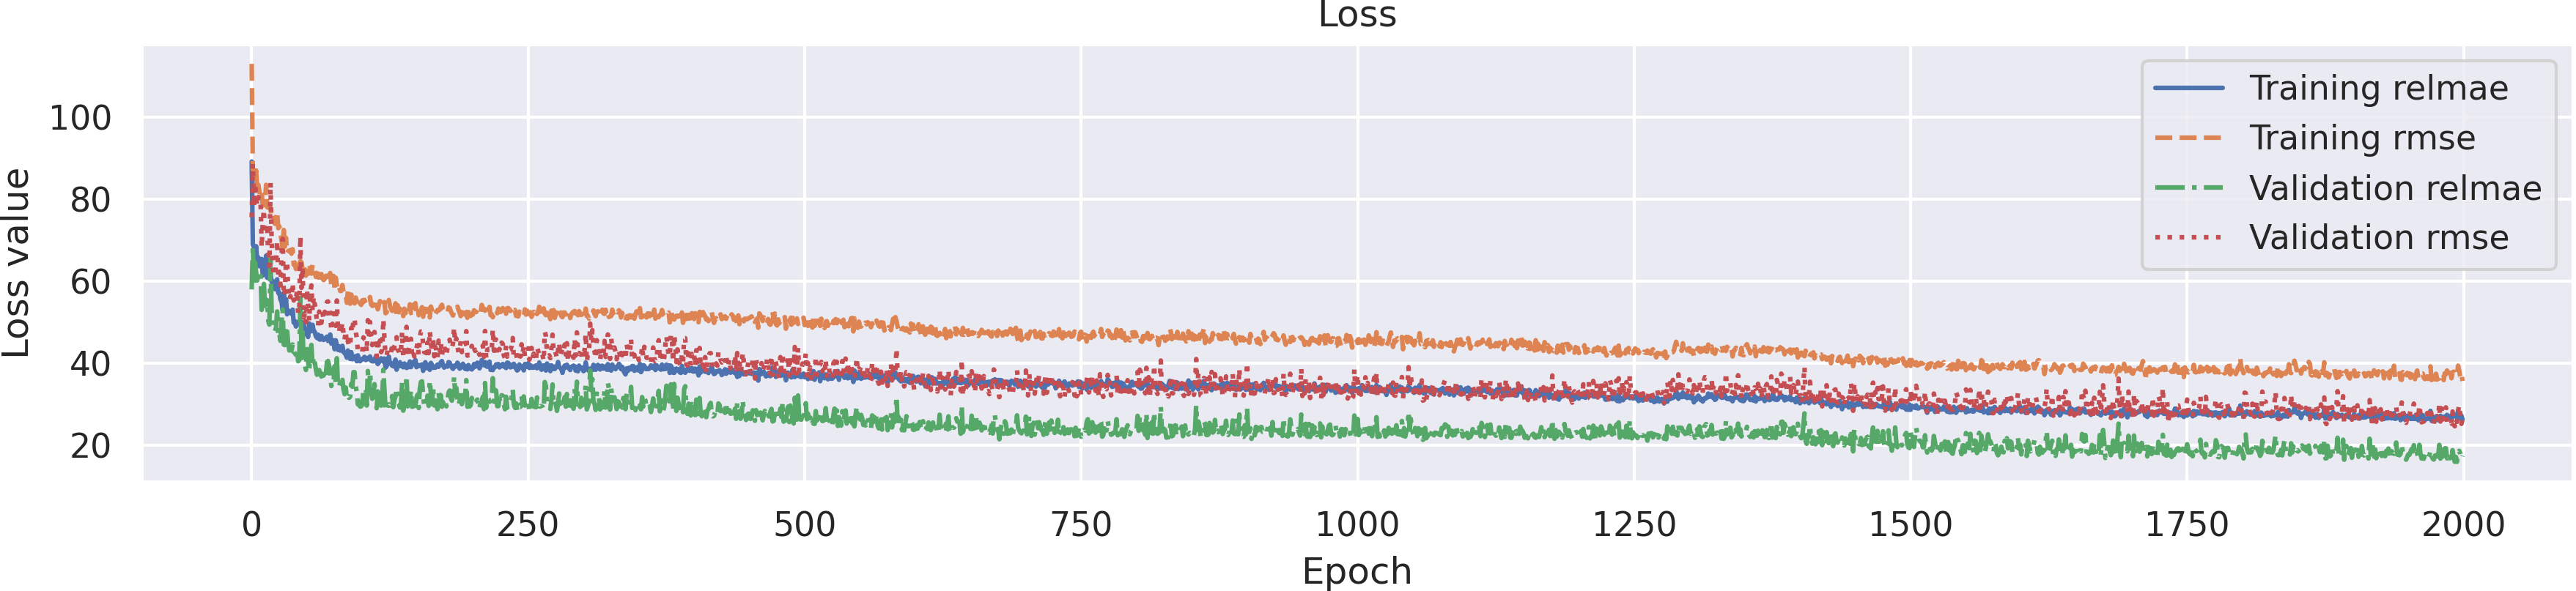 Loss
Loss value
100
80
60
40
20
Training relmae
Training rmse
Validation relmae
Validation rmse
0 250 500 750 1000 1250 1500 1750 2000
Epoch